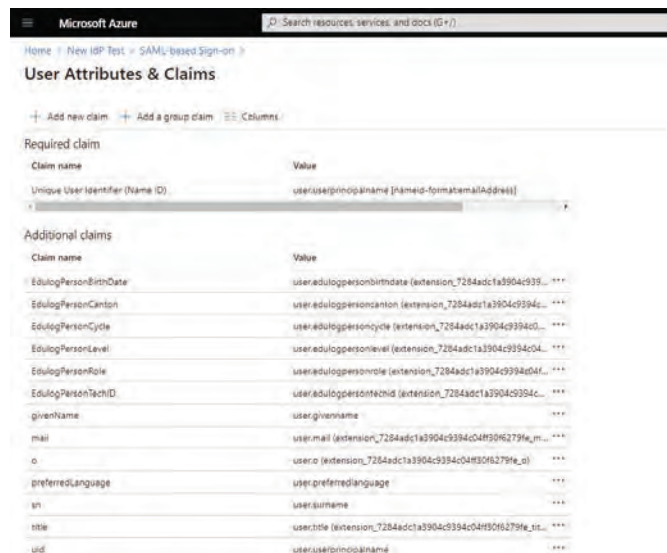 Microsoft Azure
Search resources, services, and docs (G+/)
Home > New IdP Test > SAML-based Sign-on >
User Attributes & Claims
+ Add new claim + Add a group claim Columns
Required claim
Claim name Value
Unique User Identifier (Name ID) user.userprincipalname [nameid-format:emailAddress]
Additional claims
Claim name Value
EdulogPersonBirthDate user.edulogpersonbirthdate (extension_7284adc1a3904c939... ***
EdulogPersonCanton user.edulogpersoncanton (extension_7284adc1a3904c9394c... ***
EdulogPersonCycle user.edulogpersoncycle (extension_7284adc1a3904c9394c0... ***
EdulogPersonLevel user.edulogpersonlevel (extension_7284adc1a3904c9394c04... ***
EdulogPersonRole user.edulogpersonrole (extension_7284adc1a3904c9394c04f... ***
EdulogPersonTechID user.edulogpersontechid (extension_7284adc1a3904c9394c... ***
givenName user.givenname ***
mail user.mail (extension_7284adc1a3904c9394c04ff30f6279fe_m... ***
o user.o (extension_7284adc1a3904c9394c04ff30f6279fe_o) ***
preferredLanguage user.preferredlanguage ***
sn user.surname ***
title user.title (extension_7284adc1a3904c9394c04ff30f6279fe_tit... ***
uid user.userprincipalname ***